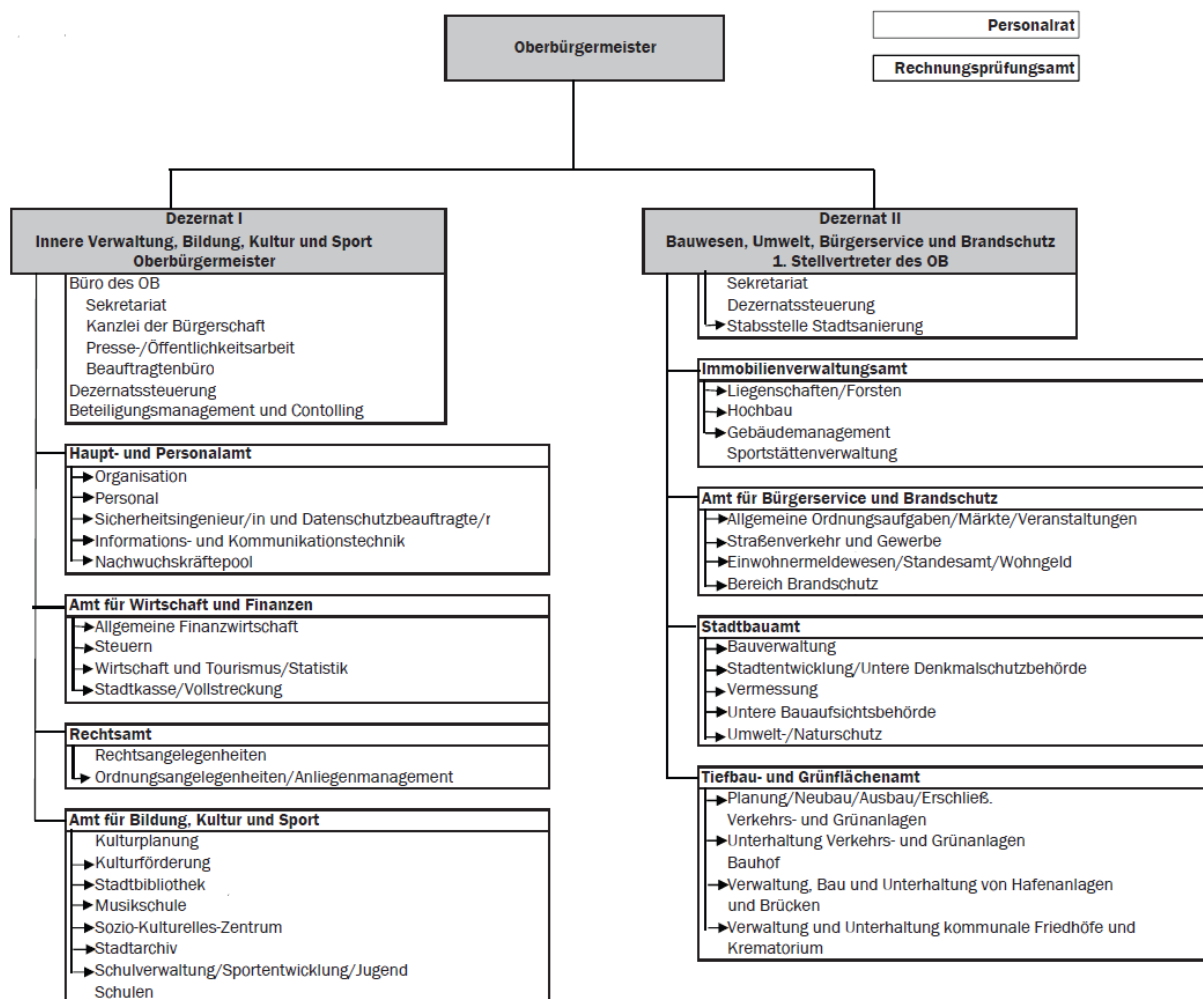 Oberbürgermeister
Personalrat
Rechnungsprüfungsamt
Dezernat I
Innere Verwaltung, Bildung, Kultur und Sport
Oberbürgermeister
Büro des OB
Sekretariat
Kanzlei der Bürgerschaft
Presse-/Öffentlichkeitsarbeit
Beauftragtenbüro
Dezernatssteuerung
Beteiligungsmanagement und Contolling
Haupt- und Personalamt
Organisation
Personal
Sicherheitsingenieur/in und Datenschutzbeauftragte/r
Informations- und Kommunikationstechnik
Nachwuchskräftepool
Amt für Wirtschaft und Finanzen
Allgemeine Finanzwirtschaft
Steuern
Wirtschaft und Tourismus/Statistik
Stadtkasse/Vollstreckung
Rechtsamt
Rechtsangelegenheiten
Ordnungsangelegenheiten/Anliegenmanagement
Amt für Bildung, Kultur und Sport
Kulturplanung
Kulturförderung
Stadtbibliothek
Musikschule
Sozio-Kulturelles-Zentrum
Stadtarchiv
Schulverwaltung/Sportentwicklung/Jugend
Schulen
Dezernat II
Bauwesen, Umwelt, Bürgerservice und Brandschutz
1. Stellvertreter des OB
Sekretariat
Dezernatssteuerung
Stabsstelle Stadtsanierung
Immobilienverwaltungsamt
Liegenschaften/Forsten
Hochbau
Gebäudemanagement
Sportstättenverwaltung
Amt für Bürgerservice und Brandschutz
Allgemeine Ordnungsaufgaben/Märkte/Veranstaltungen
Straßenverkehr und Gewerbe
Einwohnermeldewesen/Standesamt/Wohngeld
Bereich Brandschutz
Stadtbauamt
Bauverwaltung
Stadtentwicklung/Untere Denkmalschutzbehörde
Vermessung
Untere Bauaufsichtsbehörde
Umwelt-/Naturschutz
Tiefbau- und Grünflächenamt
Planung/Neubau/Ausbau/Erschließ.
Verkehrs- und Grünanlagen
Unterhaltung Verkehrs- und Grünanlagen
Bauhof
Verwaltung, Bau und Unterhaltung von Hafenanlagen
und Brücken
Verwaltung und Unterhaltung kommunale Friedhöfe und
Krematorium